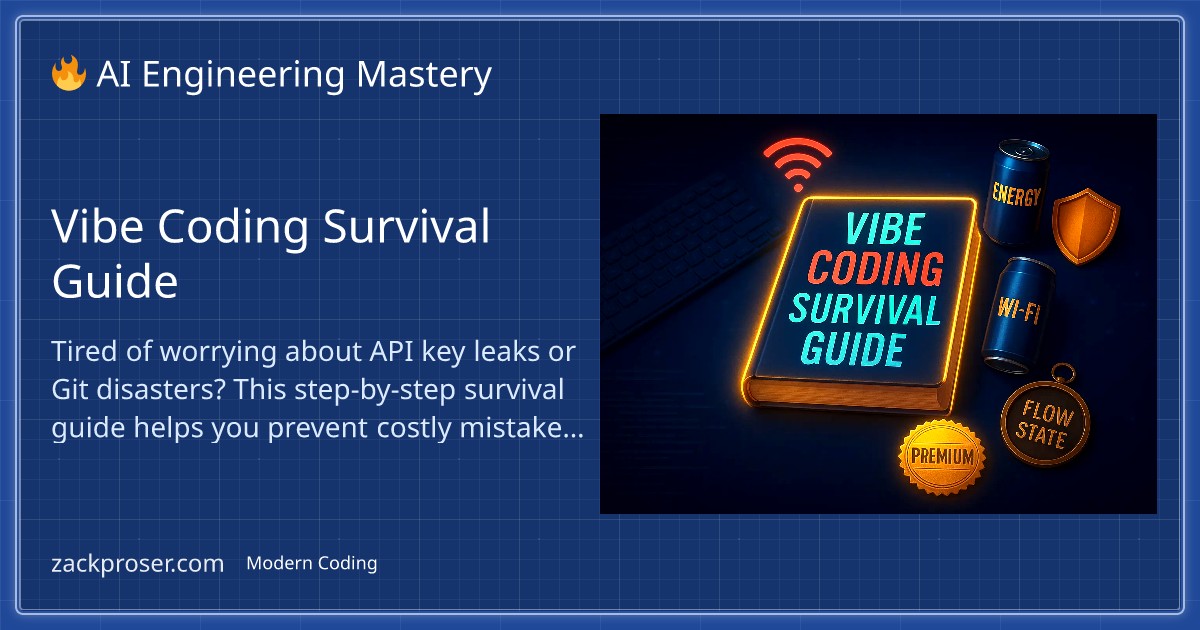 🔥 AI Engineering Mastery
Vibe Coding Survival
Guide
Tired of worrying about API key leaks or
Git disasters? This step-by-step survival
guide helps you prevent costly mistake...
zackproser.com
Modern Coding
VIBE
CODING
SURVIVAL
GUIDE
ENERGY
WI-FI
FLOW
STATE
PREMIUM